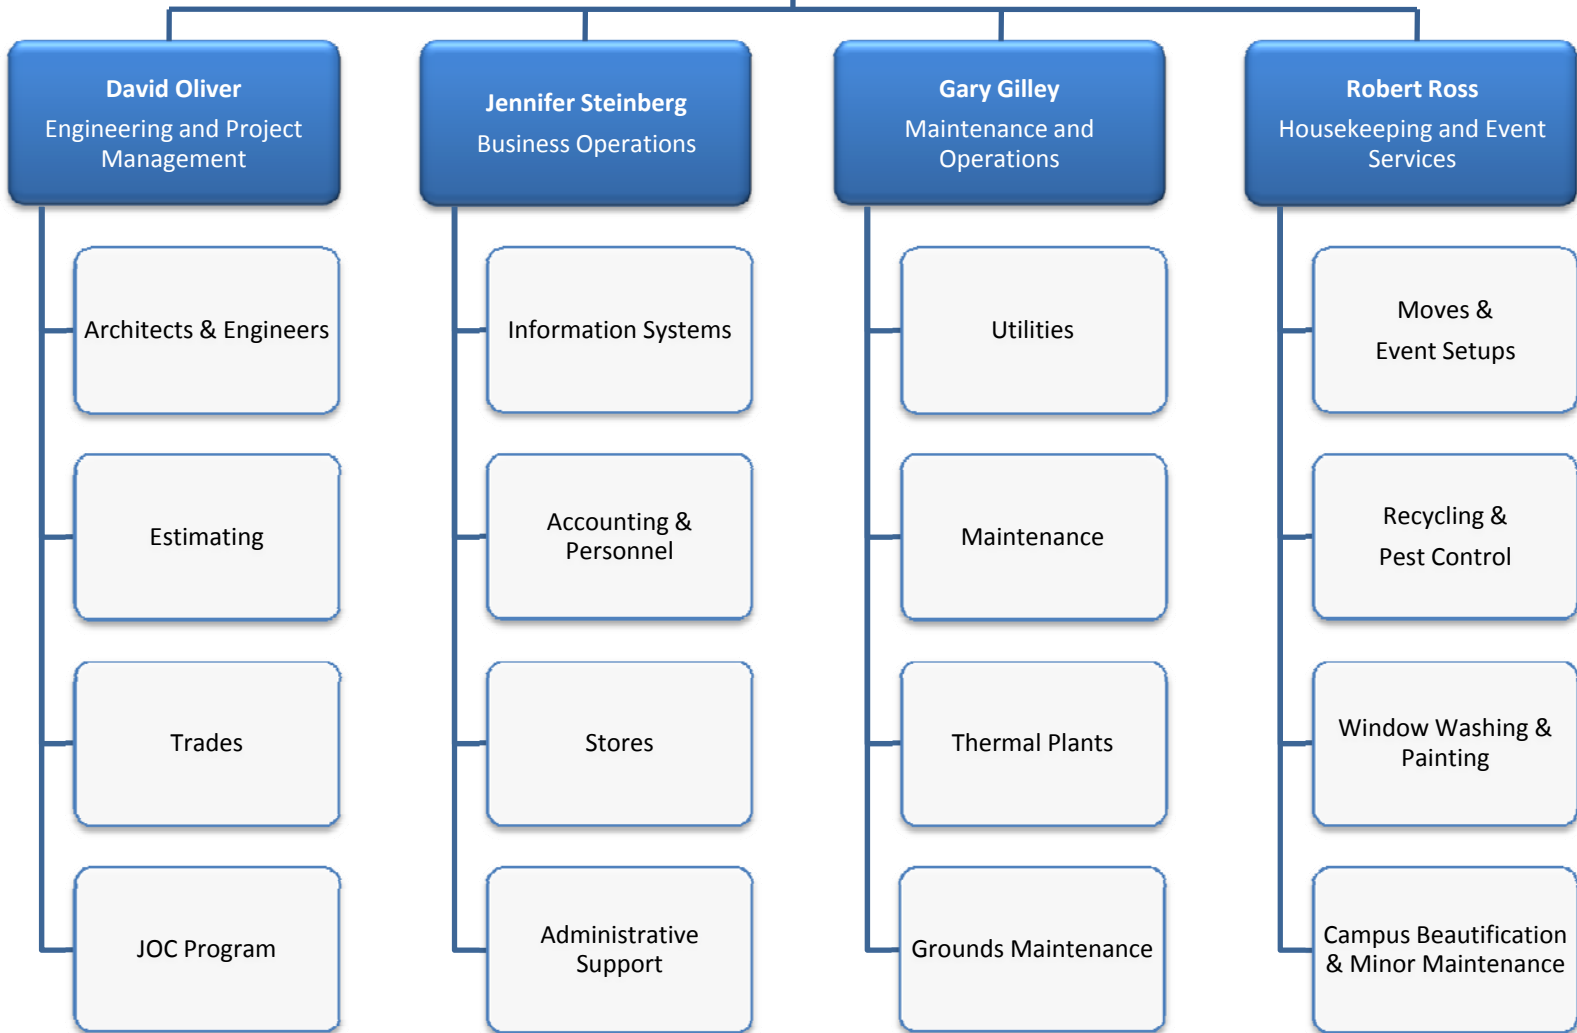 David Oliver
Engineering and Project
Management
Architects & Engineers
Estimating
Trades
JOC Program
Jennifer Steinberg
Business Operations
Information Systems
Accounting &
Personnel
Stores
Administrative
Support
Gary Gilley
Maintenance and
Operations
Utilities
Maintenance
Thermal Plants
Grounds Maintenance
Robert Ross
Housekeeping and Event
Services
Moves &
Event Setups
Recycling &
Pest Control
Window Washing &
Painting
Campus Beautification
& Minor Maintenance